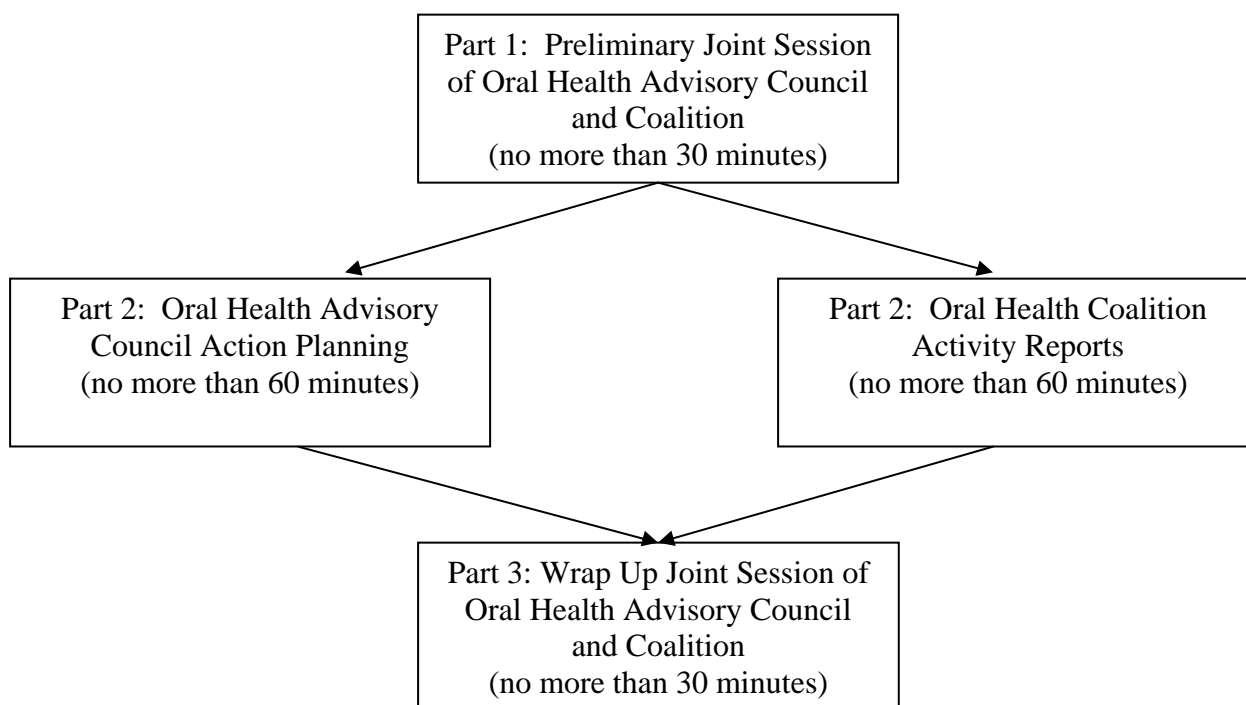 Part 1:  Preliminary Joint Session
of Oral Health Advisory Council
and Coalition
(no more than 30 minutes)
Part 2:  Oral Health Advisory
Council Action Planning
(no more than 60 minutes)
Part 2:  Oral Health Coalition
Activity Reports
(no more than 60 minutes)
Part 3: Wrap Up Joint Session of
Oral Health Advisory Council
and Coalition
(no more than 30 minutes)